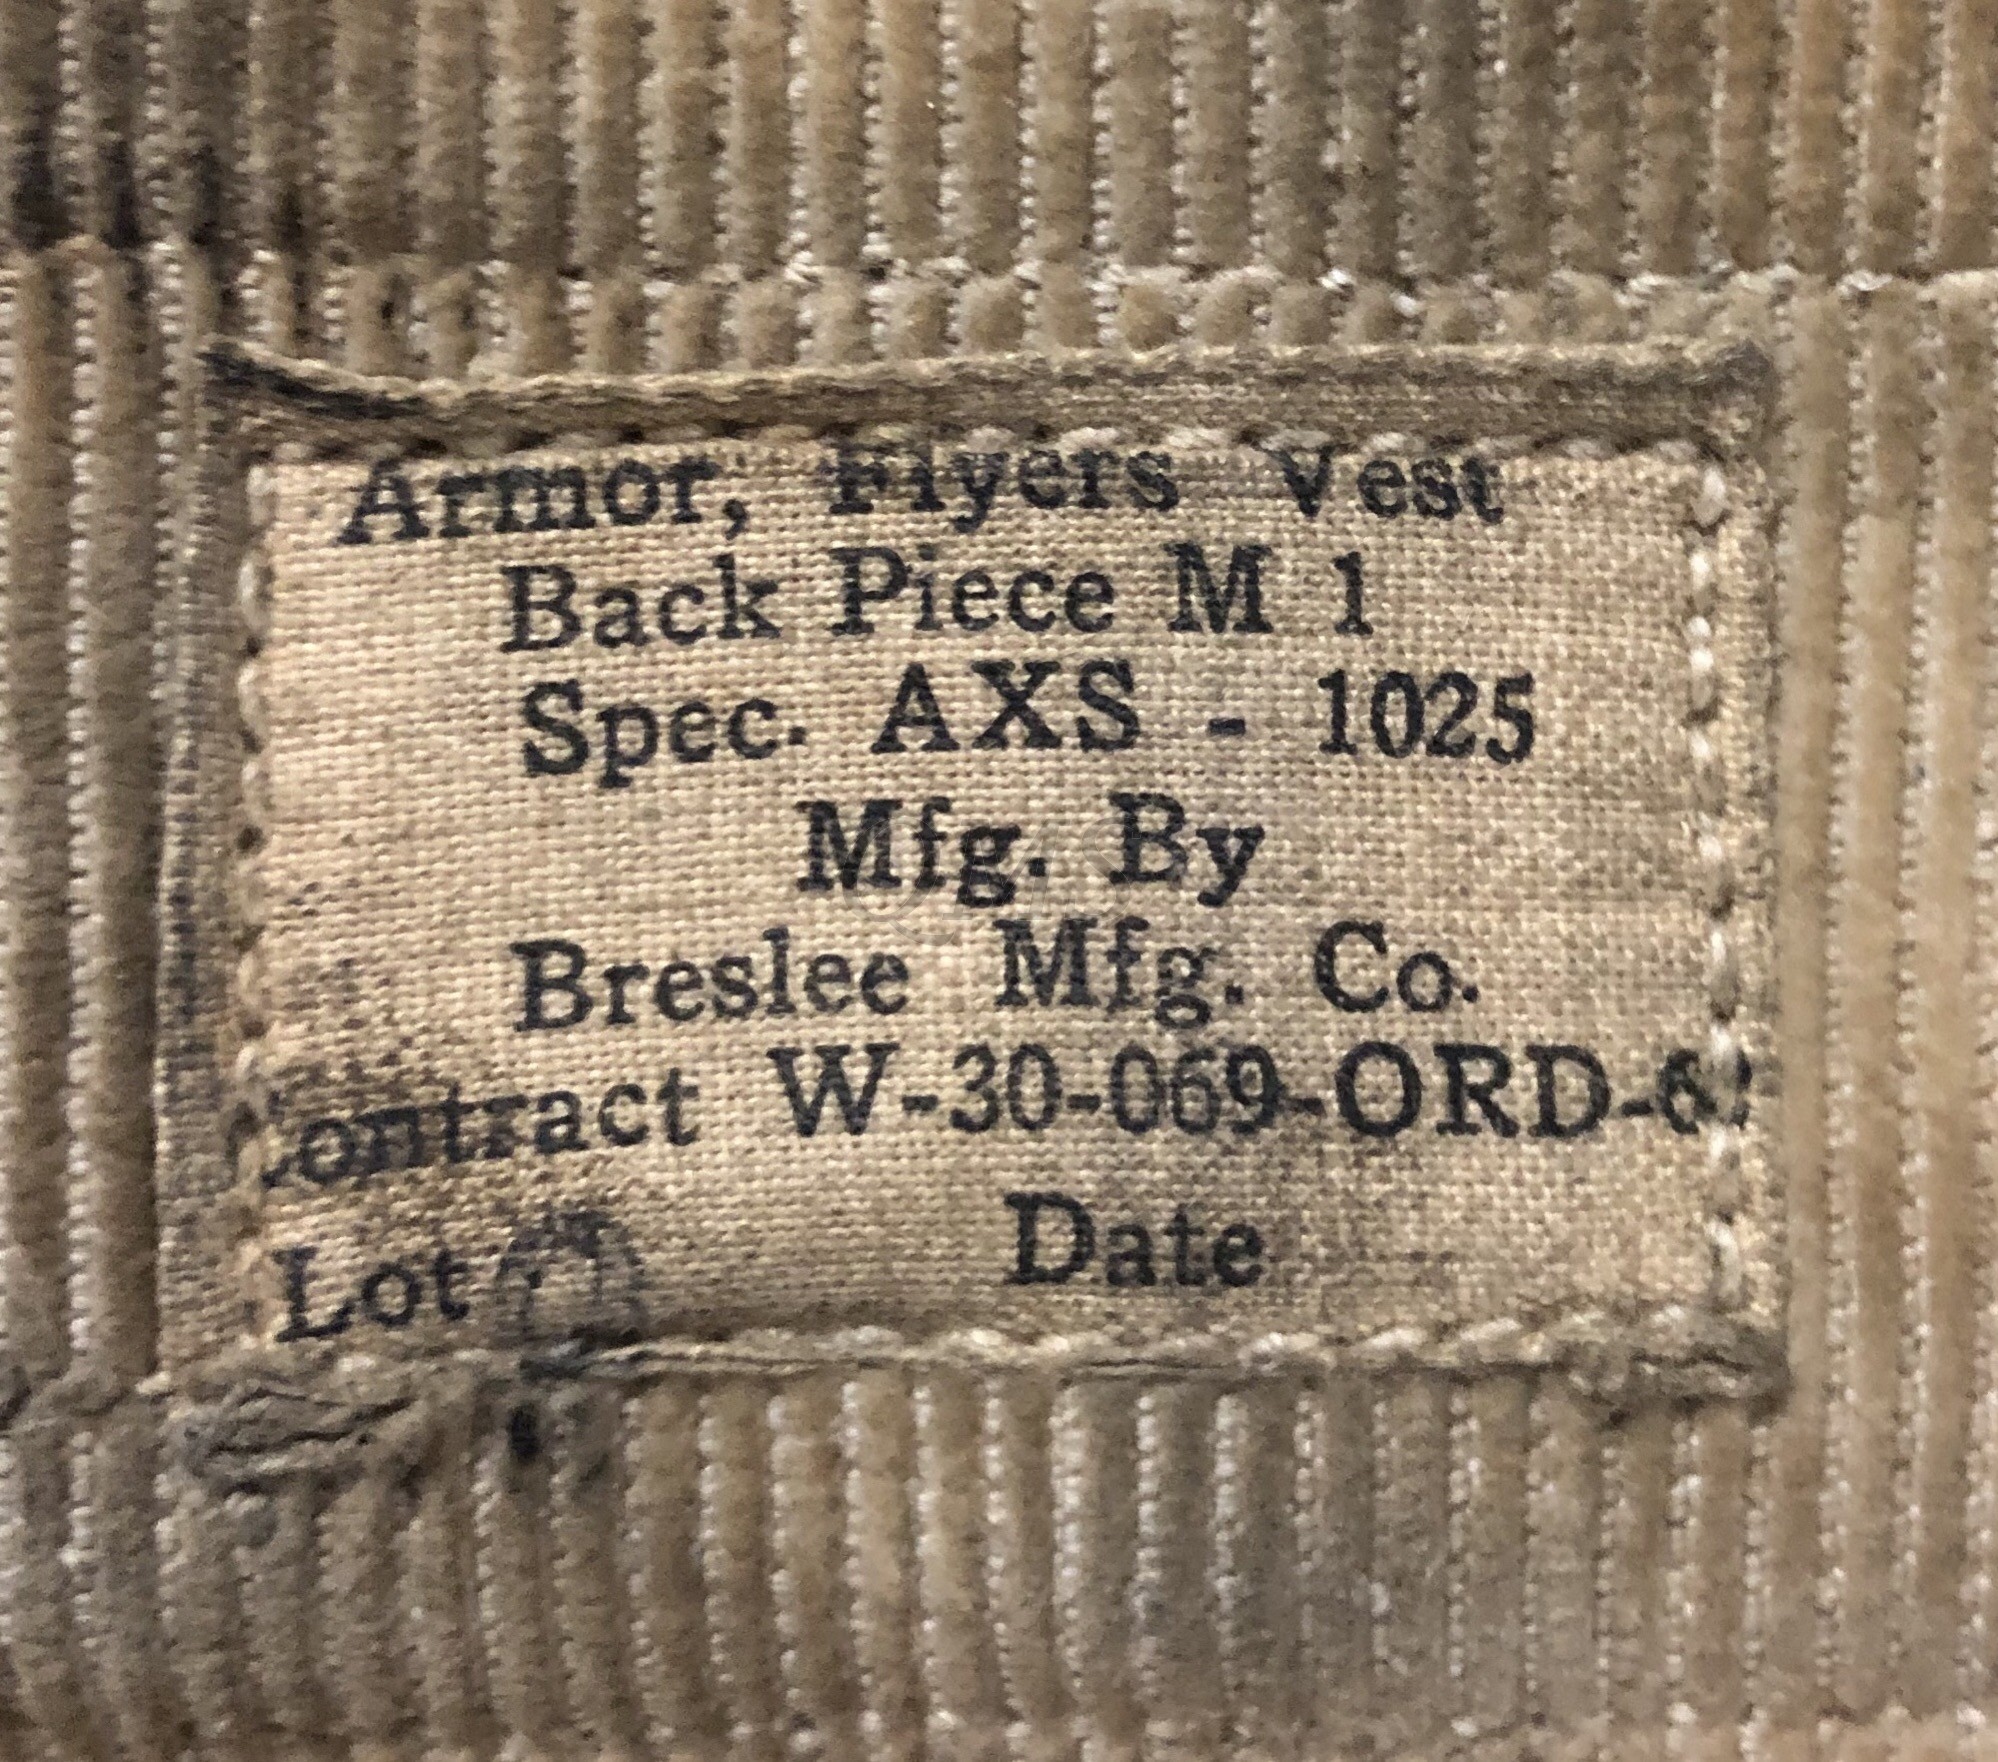 Armor, Flyers Vest
Back Piece M 1
Spec. AXS - 1025
Mfg. By
Breslee Mfg. Co.
Contract W-30-069-ORD-6
Lot Date